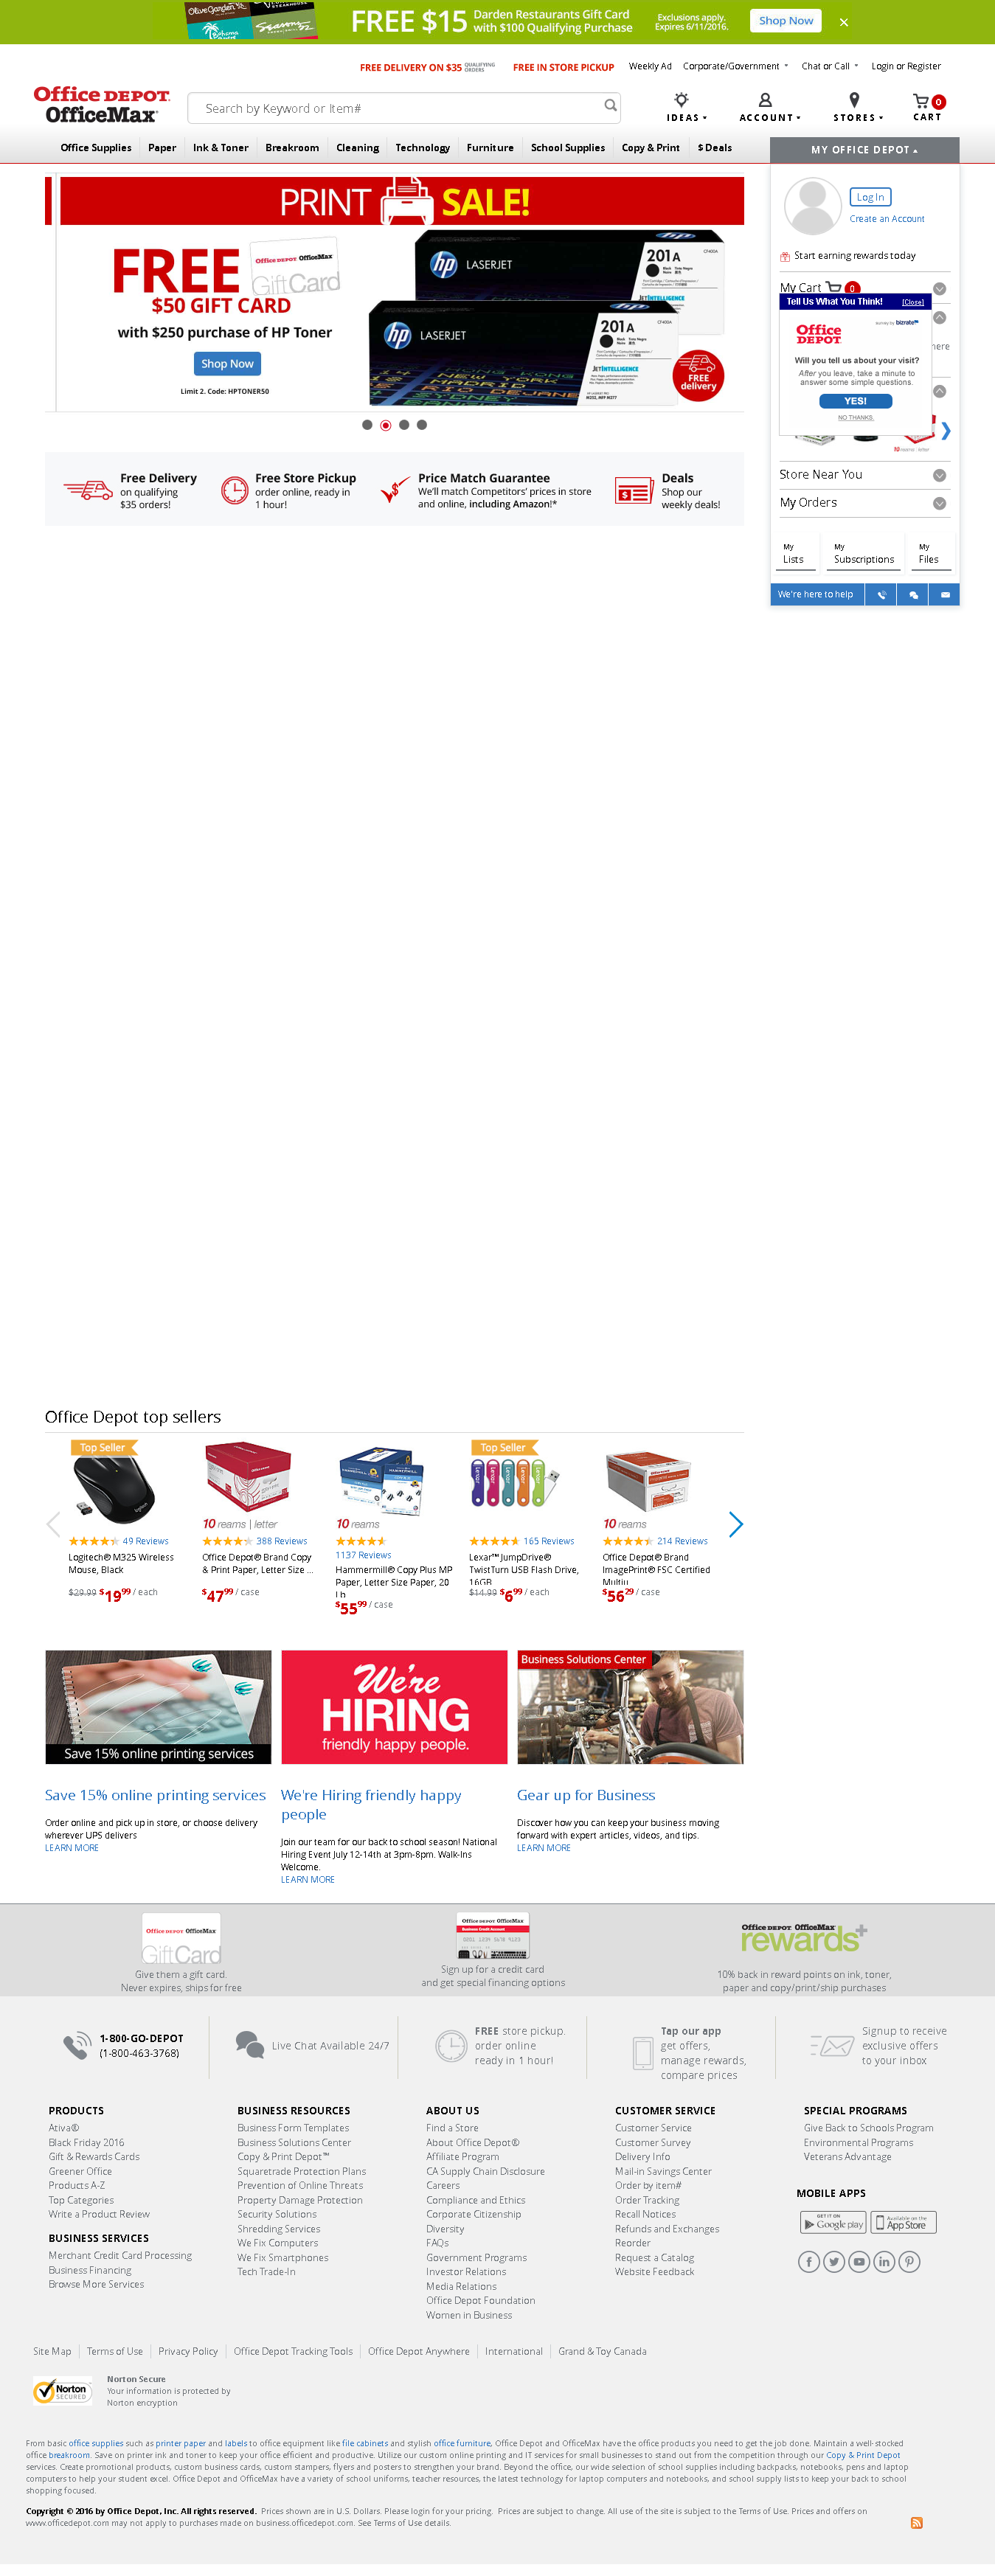 FREE $15 Darden Restaurants Gift Card with $100 Qualifying Purchase
Exclusions apply. Expires 6/11/2016.
Shop Now
FREE DELIVERY ON $35 QUALIFYING ORDERS
FREE IN STORE PICKUP
Weekly Ad
Corporate/Government
Chat or Call
Login or Register
Office DEPOT.
OfficeMax
Search by Keyword or Item#
IDEAS
ACCOUNT
STORES
0
CART
Office Supplies
Paper
Ink & Toner
Breakroom
Cleaning
Technology
Furniture
School Supplies
Copy & Print
$ Deals
MY OFFICE DEPOT
PRINT SALE!
FREE
$50 GIFT CARD
with $250 purchase of HP Toner
Shop Now
Limit 2. Code: HPTONER50
Office DEPOT OfficeMax
GiftCard
hp LASERJET
201A
hp LASERJET
201A
JETINTELLIGENCE
FREE delivery
Log In
Create an Account
Start earning rewards today
My Cart 0
Tell Us What You Think! [Close]
Office DEPOT
survey by bizrate
Will you tell us about your visit?
After you leave, take a minute to
answer some simple questions.
YES!
NO THANKS.
here
Store Near You
My Orders
My Lists
My Subscriptions
My Files
We're here to help
Free Delivery
on qualifying
$35 orders!
Free Store Pickup
order online, ready in
1 hour!
Price Match Guarantee
We'll match Competitors' prices in store
and online, including Amazon!*
Deals
Shop our
weekly deals!
Office Depot top sellers
Top Seller
49 Reviews
Logitech® M325 Wireless
Mouse, Black
$29.99 $19.99 / each
10 reams | letter
388 Reviews
Office Depot® Brand Copy
& Print Paper, Letter Size ...
$47.99 / case
10 reams
1137 Reviews
Hammermill® Copy Plus MP
Paper, Letter Size Paper, 20
Lb
$55.99 / case
Top Seller
165 Reviews
Lexar™ JumpDrive®
TwistTurn USB Flash Drive,
16GB
$14.99 $6.99 / each
10 reams
214 Reviews
Office Depot® Brand
ImagePrint® FSC Certified
Multiu
$56.29 / case
Save 15% online printing services
We're
HIRING
friendly happy people.
Business Solutions Center
Save 15% online printing services
Order online and pick up in store, or choose delivery
wherever UPS delivers
LEARN MORE
We're Hiring friendly happy
people
Join our team for our back to school season! National
Hiring Event July 12-14th at 3pm-8pm. Walk-Ins
Welcome.
LEARN MORE
Gear up for Business
Discover how you can keep your business moving
forward with expert articles, videos, and tips.
LEARN MORE
Office DEPOT OfficeMax
GiftCard
Give them a gift card.
Never expires, ships for free
Office DEPOT OfficeMax
Business Credit Account
Sign up for a credit card
and get special financing options
Office DEPOT OfficeMax
rewards+
10% back in reward points on ink, toner,
paper and copy/print/ship purchases
1-800-GO-DEPOT
(1-800-463-3768)
Live Chat Available 24/7
FREE store pickup.
order online
ready in 1 hour!
Tap our app
get offers,
manage rewards,
compare prices
Signup to receive
exclusive offers
to your inbox
PRODUCTS
Ativa®
Black Friday 2016
Gift & Rewards Cards
Greener Office
Products A-Z
Top Categories
Write a Product Review
BUSINESS SERVICES
Merchant Credit Card Processing
Business Financing
Browse More Services
BUSINESS RESOURCES
Business Form Templates
Business Solutions Center
Copy & Print Depot™
Squaretrade Protection Plans
Prevention of Online Threats
Property Damage Protection
Security Solutions
Shredding Services
We Fix Computers
We Fix Smartphones
Tech Trade-In
ABOUT US
Find a Store
About Office Depot®
Affiliate Program
CA Supply Chain Disclosure
Careers
Compliance and Ethics
Corporate Citizenship
Diversity
FAQs
Government Programs
Investor Relations
Media Relations
Office Depot Foundation
Women in Business
CUSTOMER SERVICE
Customer Service
Customer Survey
Delivery Info
Mail-in Savings Center
Order by item#
Order Tracking
Recall Notices
Refunds and Exchanges
Reorder
Request a Catalog
Website Feedback
SPECIAL PROGRAMS
Give Back to Schools Program
Environmental Programs
Veterans Advantage
MOBILE APPS
GET IT ON Google play
Available on the App Store
Site Map
Terms of Use
Privacy Policy
Office Depot Tracking Tools
Office Depot Anywhere
International
Grand & Toy Canada
Norton SECURED
Norton Secure
Your information is protected by
Norton encryption
From basic office supplies such as printer paper and labels to office equipment like file cabinets and stylish office furniture, Office Depot and OfficeMax have the office products you need to get the job done. Maintain a well-stocked
office breakroom. Save on printer ink and toner to keep your office efficient and productive. Utilize our custom online printing and IT services for small businesses to stand out from the competition through our Copy & Print Depot
services. Create promotional products, custom business cards, custom stampers, flyers and posters to strengthen your brand. Beyond the office, our wide selection of school supplies including backpacks, notebooks, pens and laptop
computers to help your student excel. Office Depot and OfficeMax have a variety of school uniforms, teacher resources, the latest technology for laptop computers and notebooks, and school supply lists to keep your back to school
shopping focused.
Copyright © 2016 by Office Depot, Inc. All rights reserved. Prices shown are in U.S. Dollars. Please login for your pricing. Prices are subject to change. All use of the site is subject to the Terms of Use. Prices and offers on
www.officedepot.com may not apply to purchases made on business.officedepot.com. See Terms of Use details.